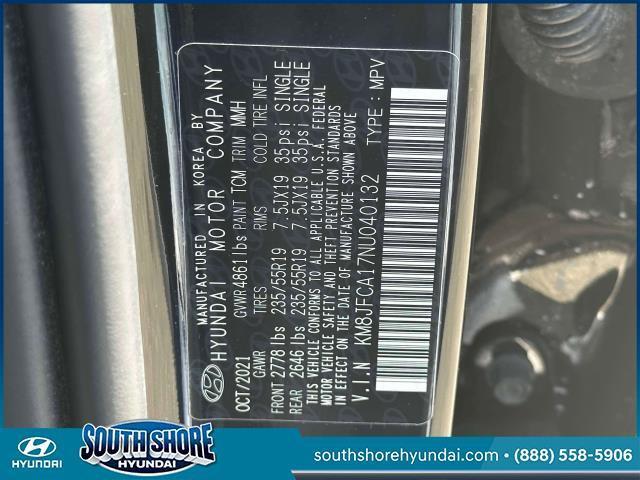 MANUFACTURED IN KOREA BY
HYUNDAI MOTOR COMPANY
OCT/2021 GVWR 4861 lbs PAINT TCM TRIM MMH
GAWR TIRES RIMS COLD TIRE INFL
FRONT 2778 lbs 235/55R19 7.5JX19 35psi SINGLE
REAR 2646 lbs 235/55R19 7.5JX19 35psi SINGLE
THIS VEHICLE CONFORMS TO ALL APPLICABLE U.S.A. FEDERAL
MOTOR VEHICLE SAFETY AND THEFT PREVENTION STANDARDS
IN EFFECT ON THE DATE OF MANUFACTURE SHOWN ABOVE
V.I.N KM8JFCA17NU040132 TYPE : MPV
HYUNDAI
SOUTH SHORE
HYUNDAI
southshorehyundai.com • (888) 558-5906